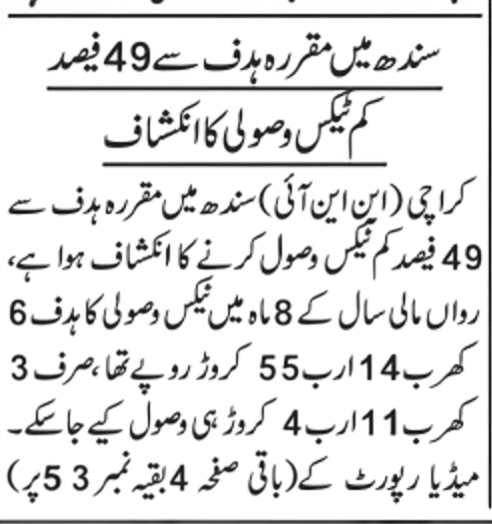 سندھ میں مقررہ ہدف سے 49 فیصد
کم ٹیکس وصولی کا انکشاف
کراچی (این این آئی) سندھ میں مقررہ ہدف سے
49 فیصد کم ٹیکس وصول کرنے کا انکشاف ہوا ہے،
رواں مالی سال کے 8 ماہ میں ٹیکس وصولی کا ہدف 6
کھرب 14 ارب 55 کروڑ روپے تھا، صرف 3
کھرب 11 ارب 4 کروڑ ہی وصول کیے جاسکے۔
میڈیا رپورٹ کے (باقی صفحہ 4 بقیہ نمبر 53 پر)